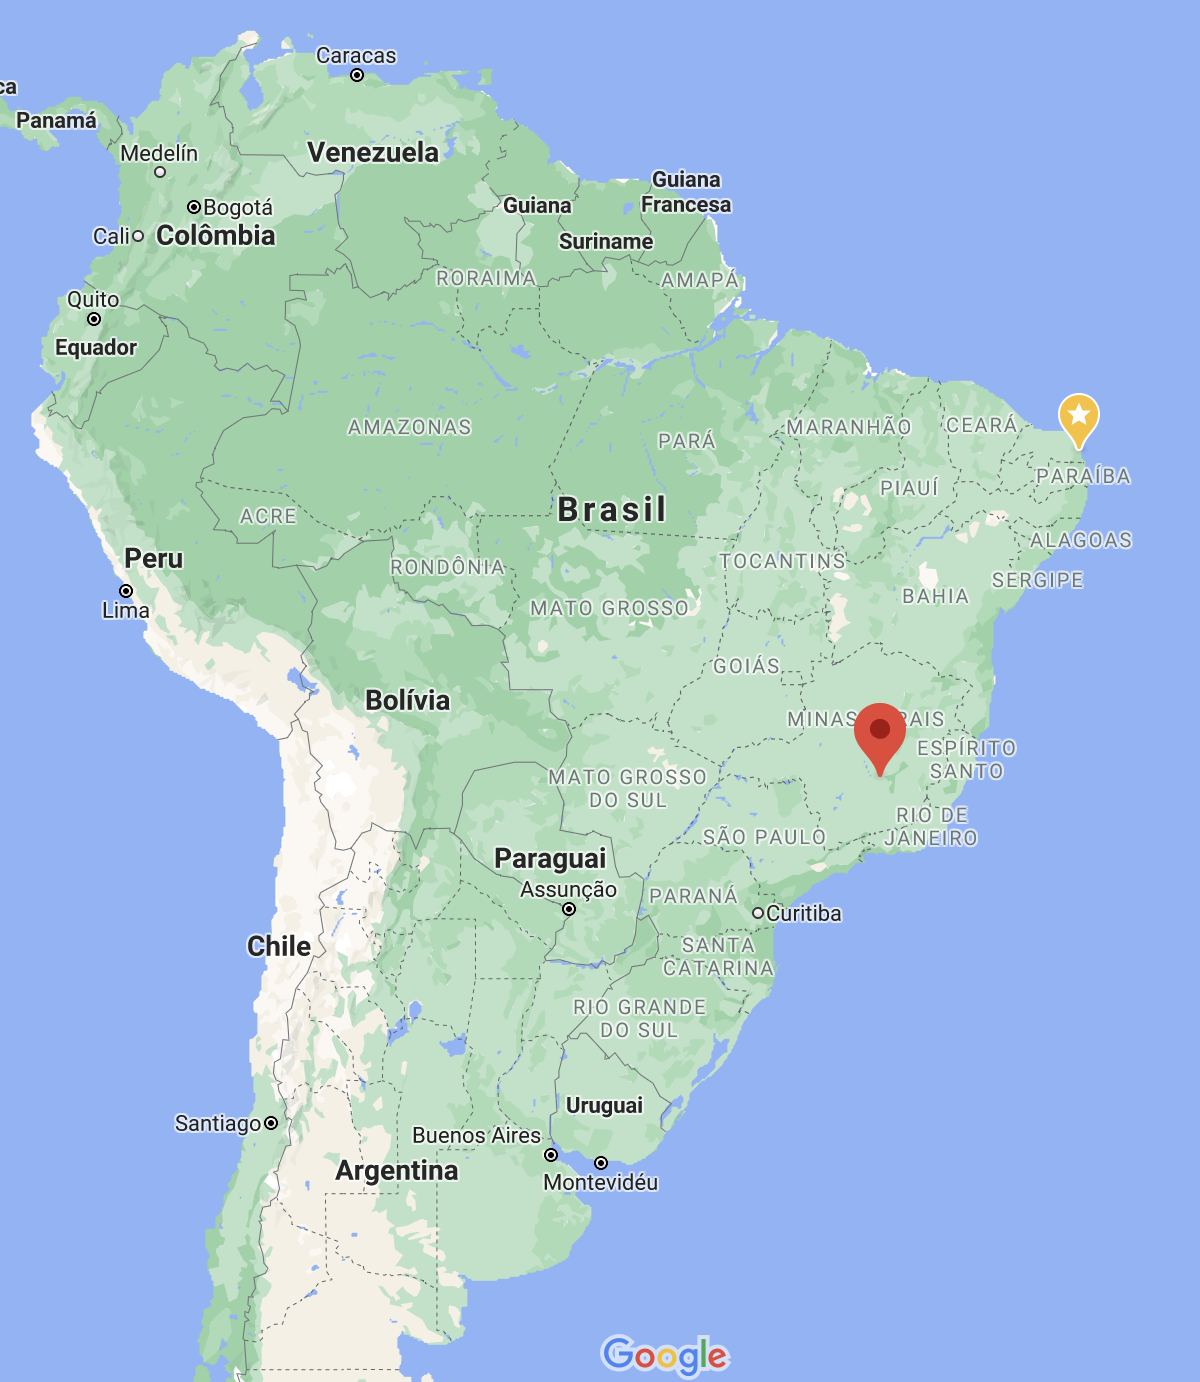 Caracas
Panamá
Medelín
Venezuela
Guiana
Francesa
Guiana
Bogotá
Cali
Colômbia
Suriname
RORAIMA
AMAPÁ
Quito
Equador
AMAZONAS
PARÁ
MARANHÃO
CEARÁ
PARAÍBA
PIAUÍ
Brasil
ACRE
ALAGOAS
Peru
RONDÔNIA
TOCANTINS
SERGIPE
Lima
MATO GROSSO
BAHIA
GOIÁS
Bolívia
MINAS
RAIS
ESPÍRITO
SANTO
MATO GROSSO
DO SUL
RIO DE
JANEIRO
SÃO PAULO
Paraguai
Assunção
PARANÁ
Curitiba
Chile
SANTA
CATARINA
RIO GRANDE
DO SUL
Uruguai
Santiago
Buenos Aires
Argentina
Montevidéu
Google